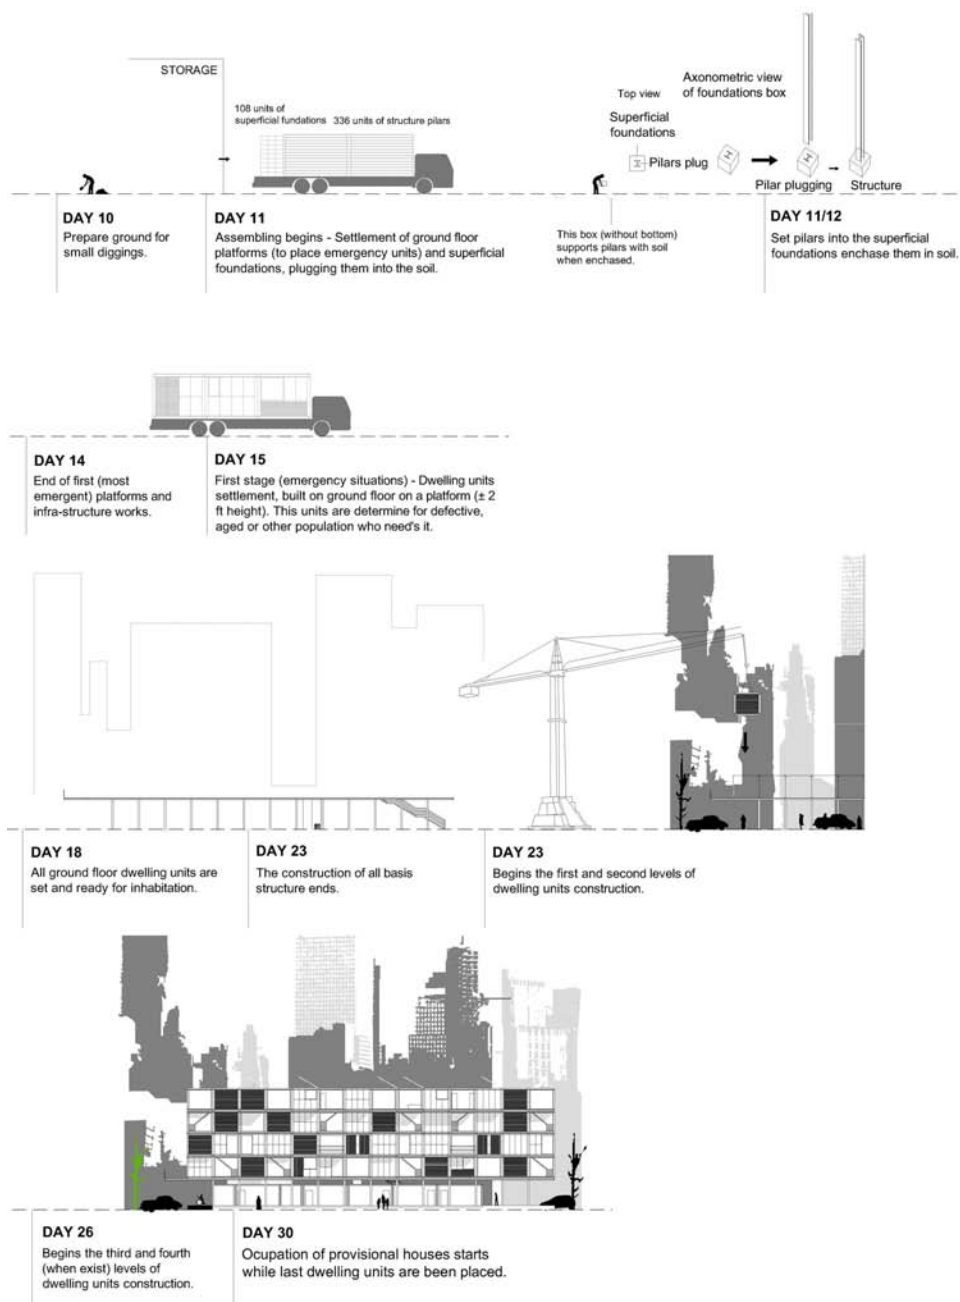 STORAGE
108 units of
superficial fundations
336 units of structure pilars
Top view
Superficial
foundations
Pilars plug
Axonometric view
of foundations box
Pilar plugging
Structure
DAY 10
Prepare ground for
small diggings.
DAY 11
Assembling begins - Settlement of ground floor
platforms (to place emergency units) and superficial
foundations, plugging them into the soil.
This box (without bottom)
supports pilars with soil
when enchased.
DAY 11/12
Set pilars into the superficial
foundations enchase them in soil.
DAY 14
End of first (most
emergent) platforms and
infra-structure works.
DAY 15
First stage (emergency situations) - Dwelling units
settlement, built on ground floor on a platform (± 2
ft height). This units are determine for defective,
aged or other population who need's it.
DAY 18
All ground floor dwelling units are
set and ready for inhabitation.
DAY 23
The construction of all basis
structure ends.
DAY 23
Begins the first and second levels of
dwelling units construction.
DAY 26
Begins the third and fourth
(when exist) levels of
dwelling units construction.
DAY 30
Ocupation of provisional houses starts
while last dwelling units are been placed.